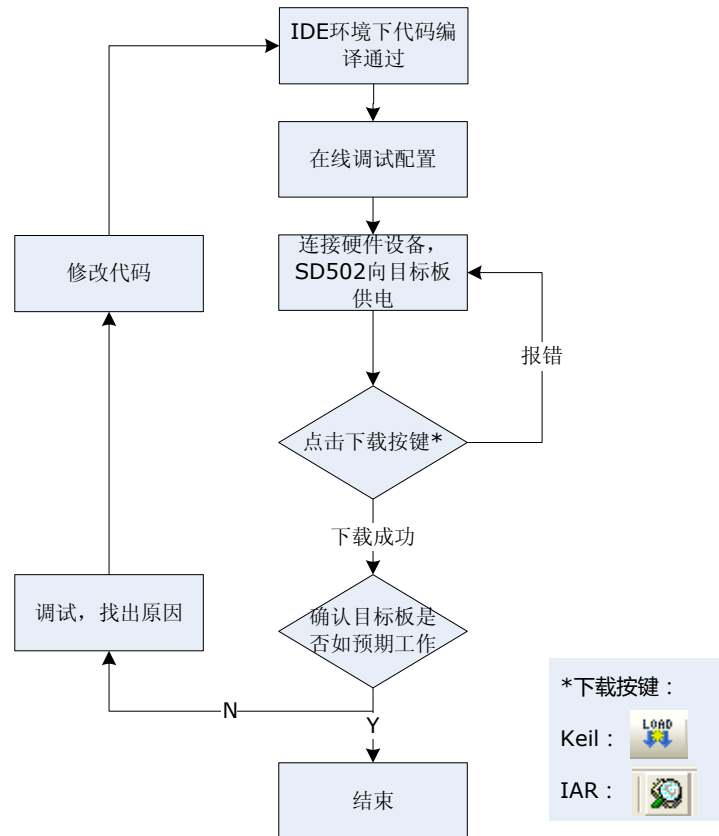 IDE环境下代码编
译通过
在线调试配置
连接硬件设备,
SD502向目标板
供电
修改代码
报错
点击下载按键*
下载成功
确认目标板是
否如预期工作
调试，找出原因
N
Y
结束
*下载按键：
Keil： LOAD
IAR：